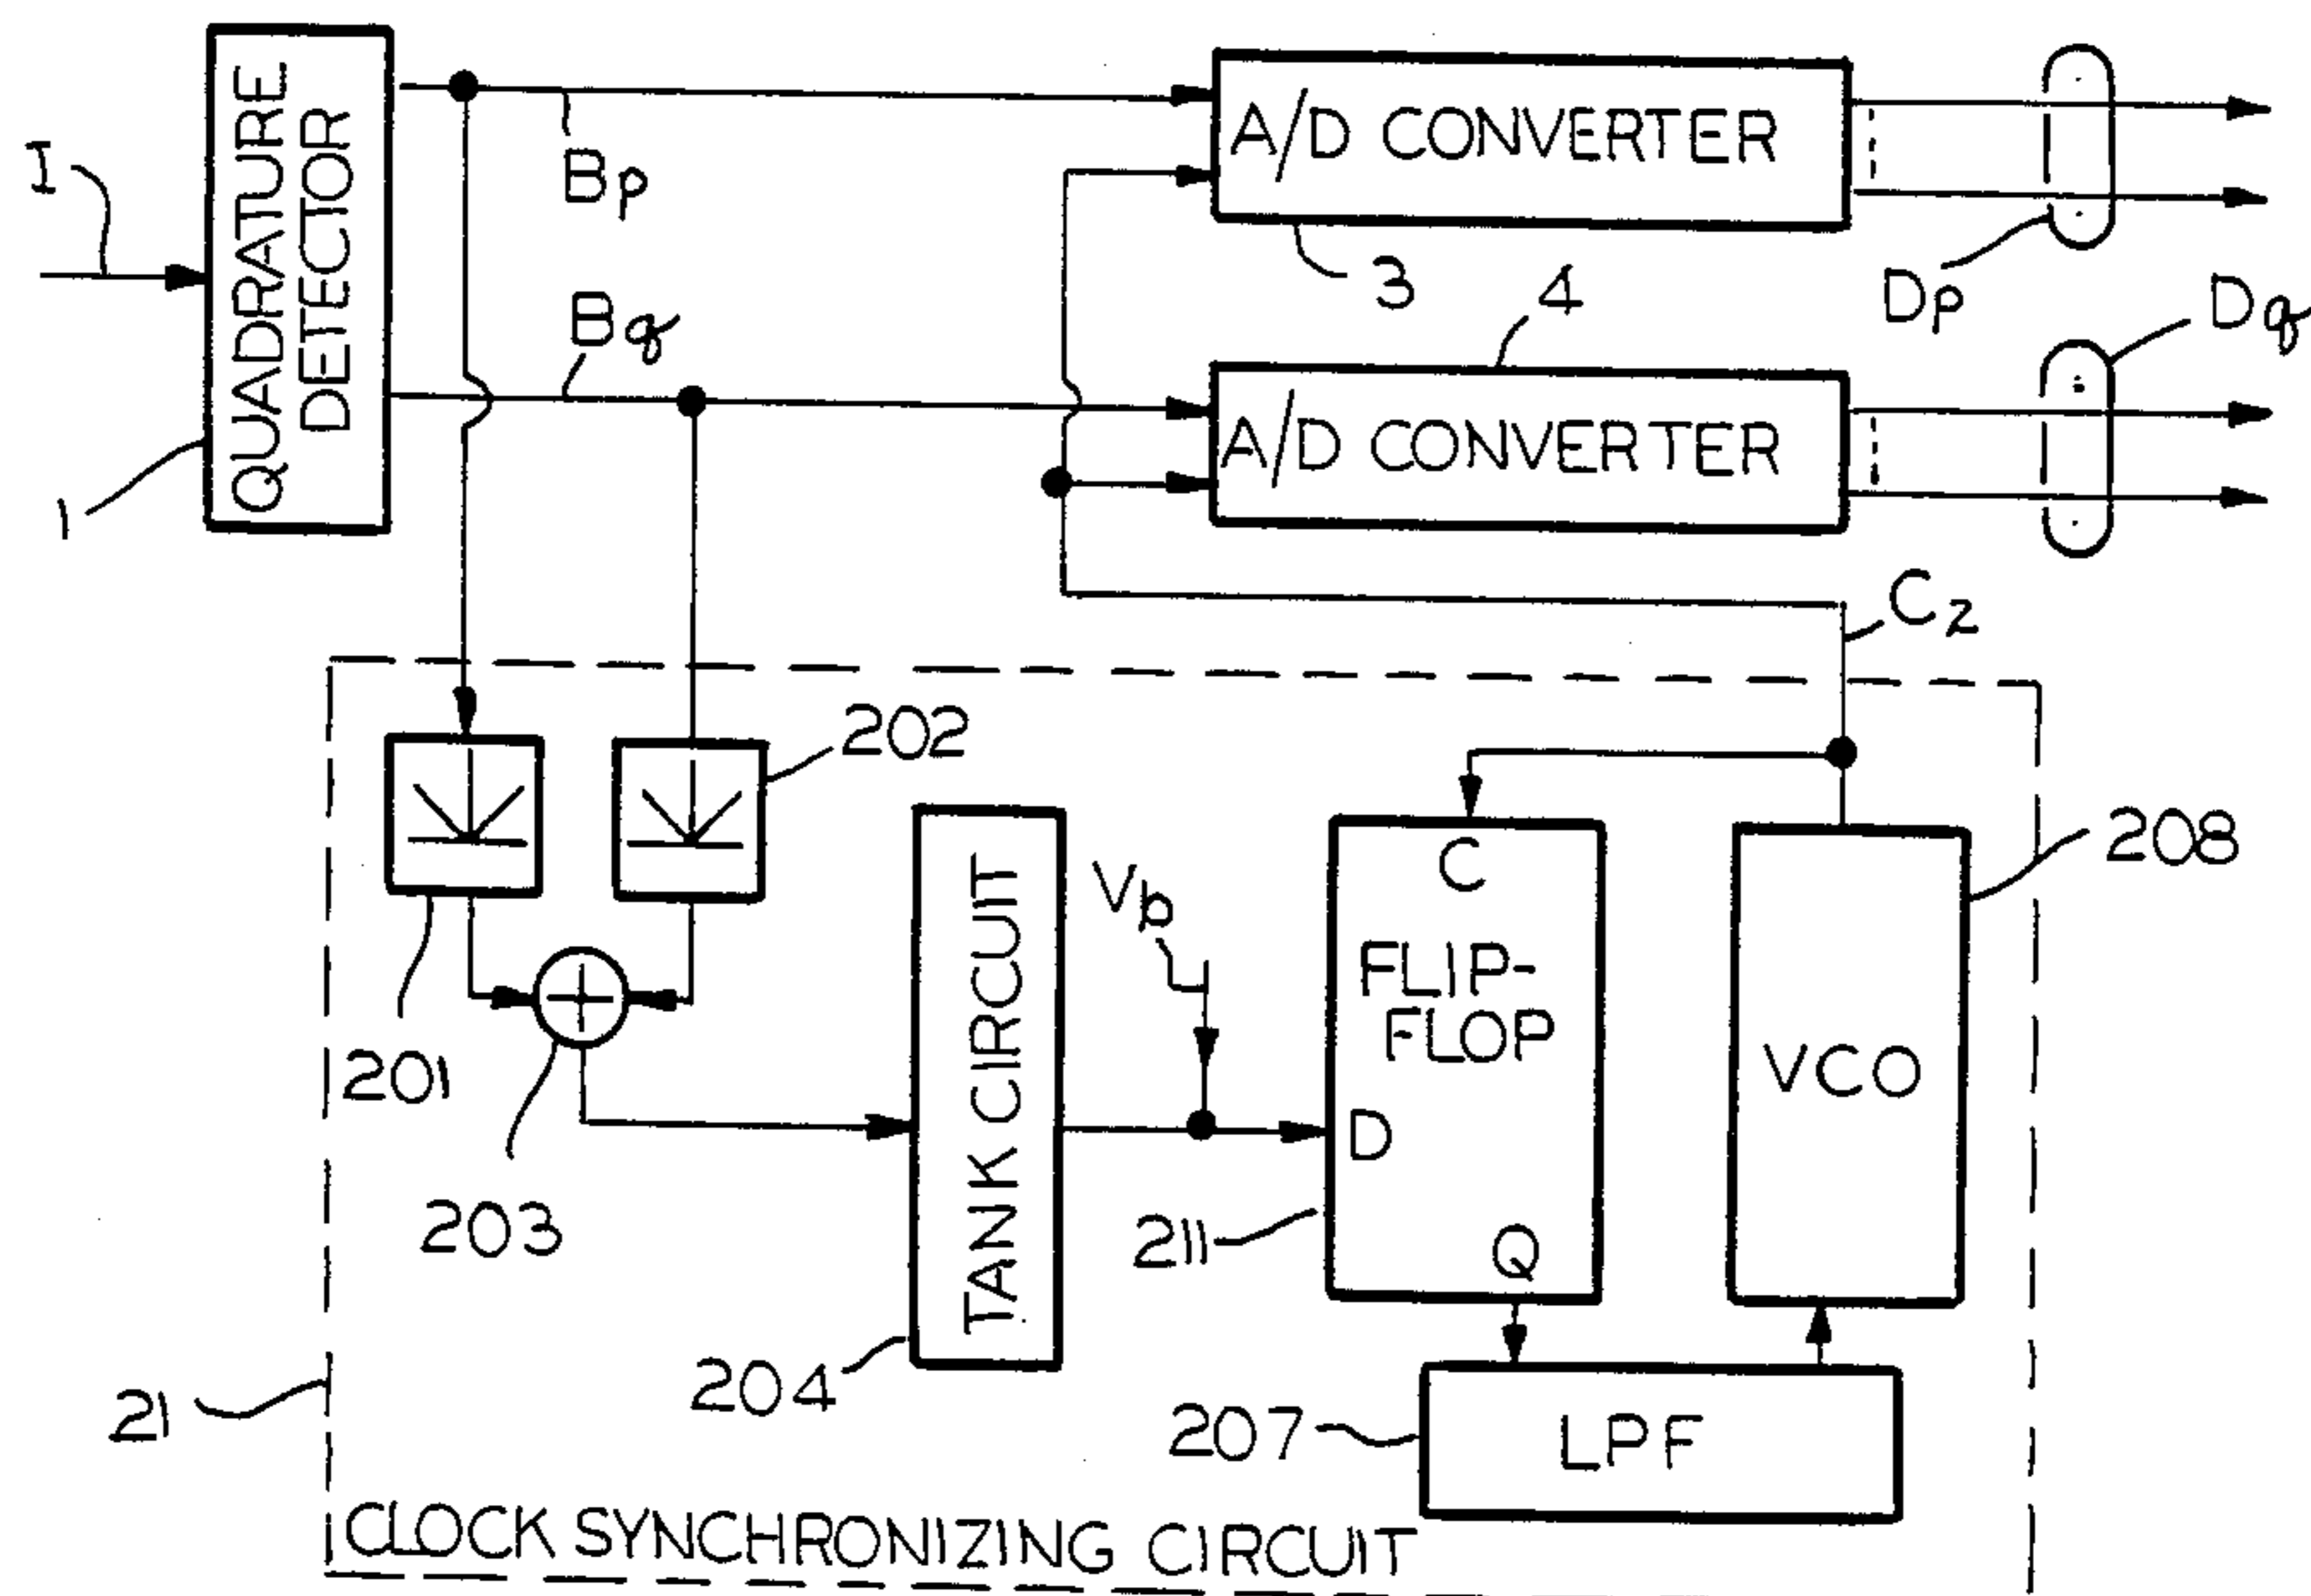 I
QUADRATURE
DETECTOR
1
Bp
Bq
A/D CONVERTER
3
Dp
4
Dq
A/D CONVERTER
C2
202
201
203
TANK CIRCUIT
204
Vb
C
FLIP-
FLOP
D
Q
211
VCO
208
207
LPF
21
CLOCK SYNCHRONIZING CIRCUIT